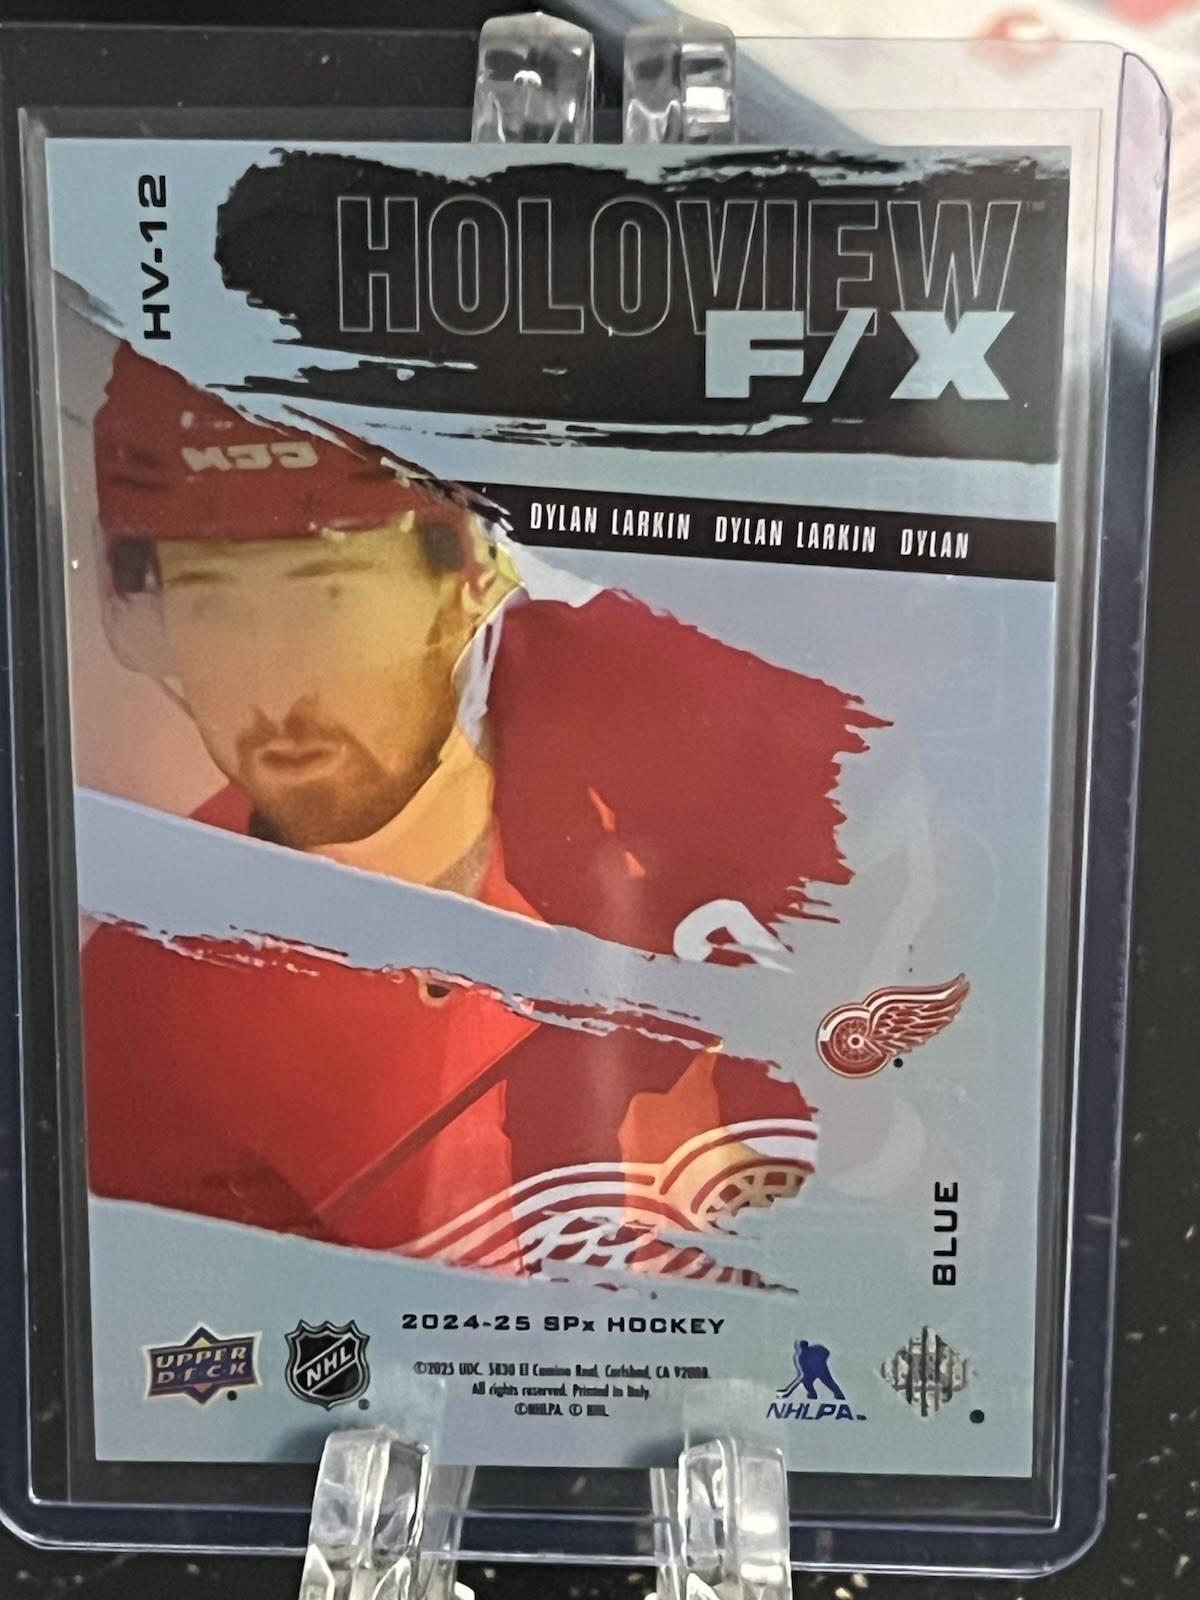 HV-12
HOLOVIEW
F/X
CCM
DYLAN LARKIN DYLAN LARKIN DYLAN
BLUE
2024-25 SPx HOCKEY
UPPER DECK
NHL
©2025 UDC. 5830 El Camino Real, Carlsbad, CA 92008.
All rights reserved. Printed in Italy.
©NHLPA. © NHL.
NHLPA